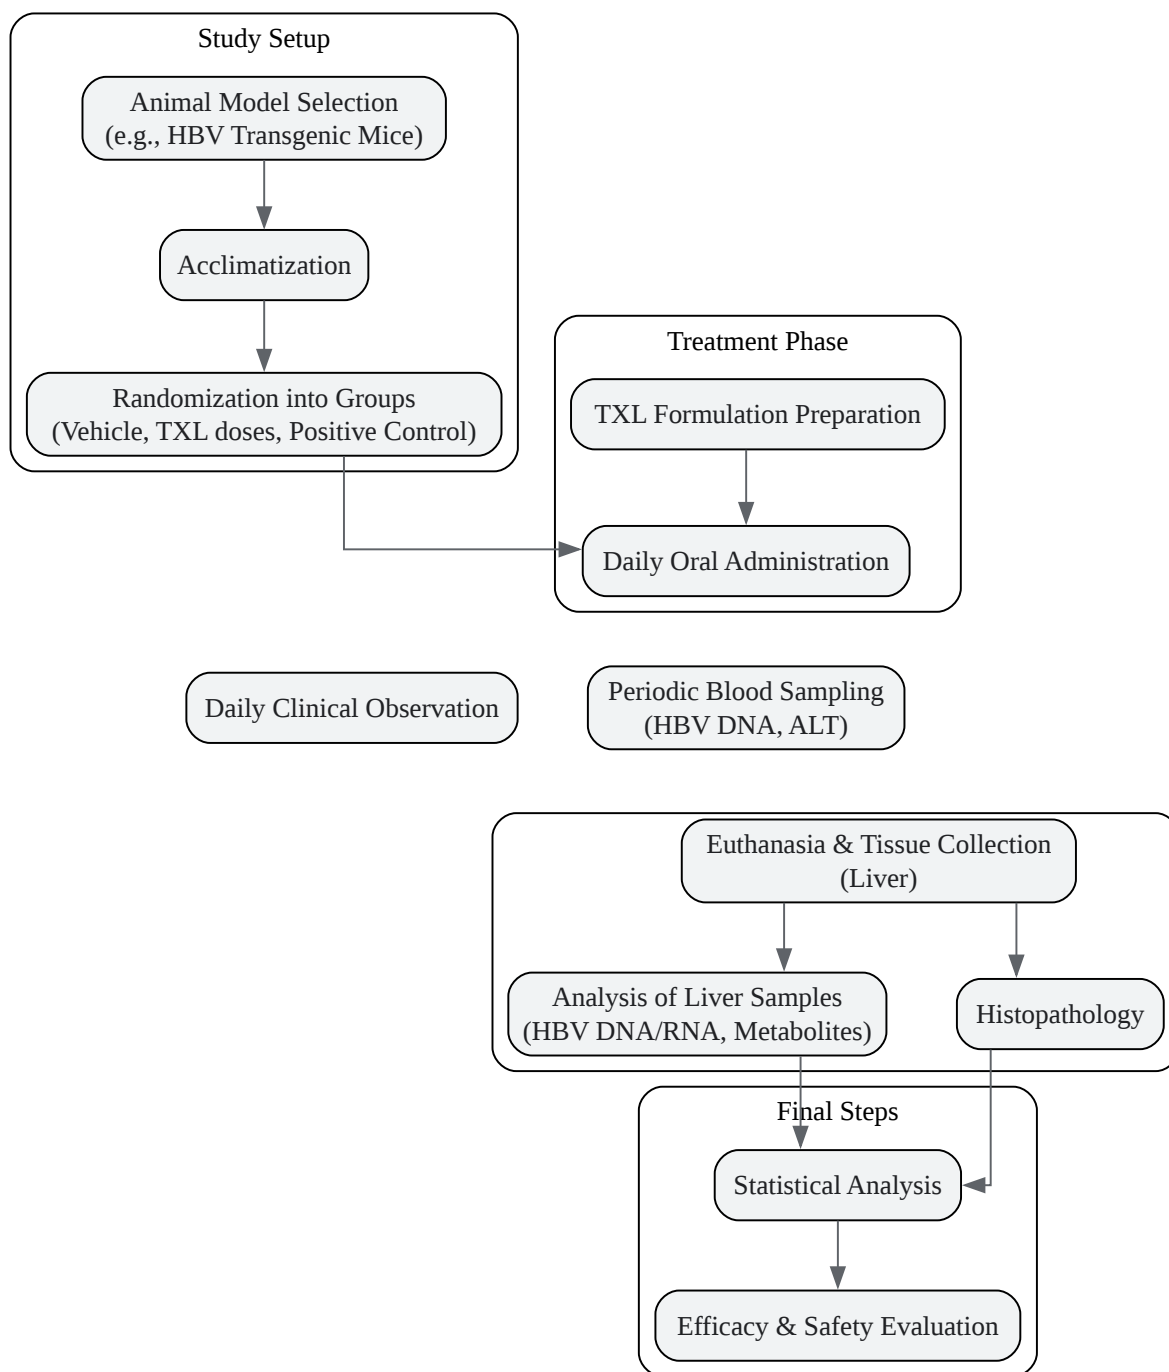 Study Setup
Animal Model Selection
(e.g., HBV Transgenic Mice)
Acclimatization
Randomization into Groups
(Vehicle, TXL doses, Positive Control)
Treatment Phase
TXL Formulation Preparation
Daily Oral Administration
Daily Clinical Observation
Periodic Blood Sampling
(HBV DNA, ALT)
Euthanasia & Tissue Collection
(Liver)
Analysis of Liver Samples
(HBV DNA/RNA, Metabolites)
Histopathology
Final Steps
Statistical Analysis
Efficacy & Safety Evaluation